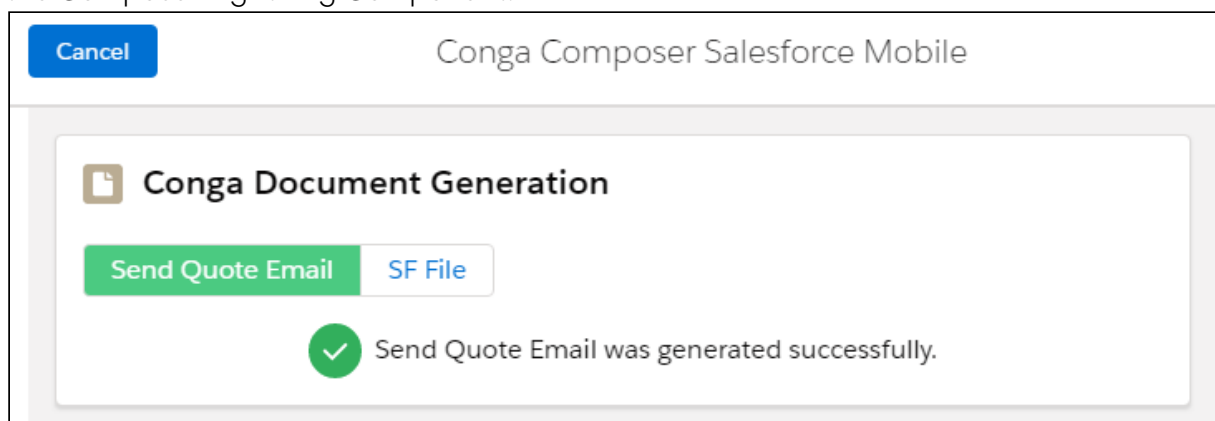 Cancel
Conga Composer Salesforce Mobile
Conga Document Generation
Send Quote Email
SF File
Send Quote Email was generated successfully.